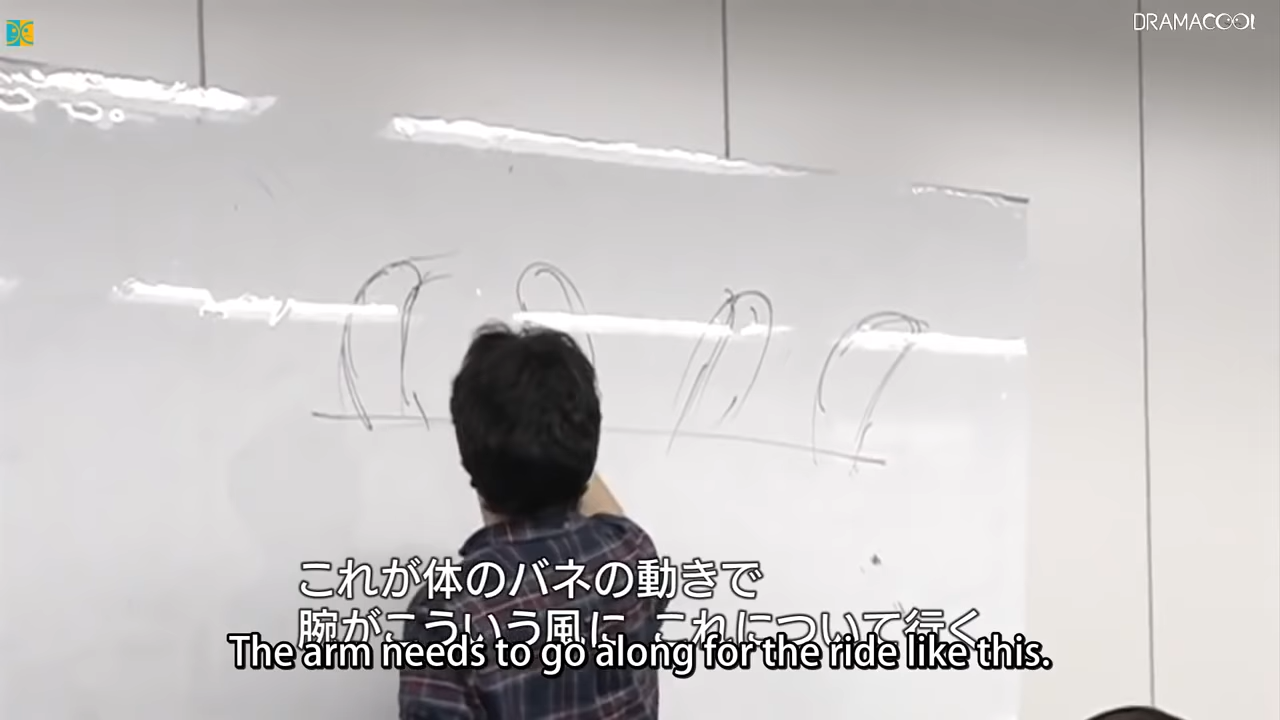 DRAMACOOL
これが体のバネの動きで
腕がこういう風に これについて行く
The arm needs to go along for the ride like this.